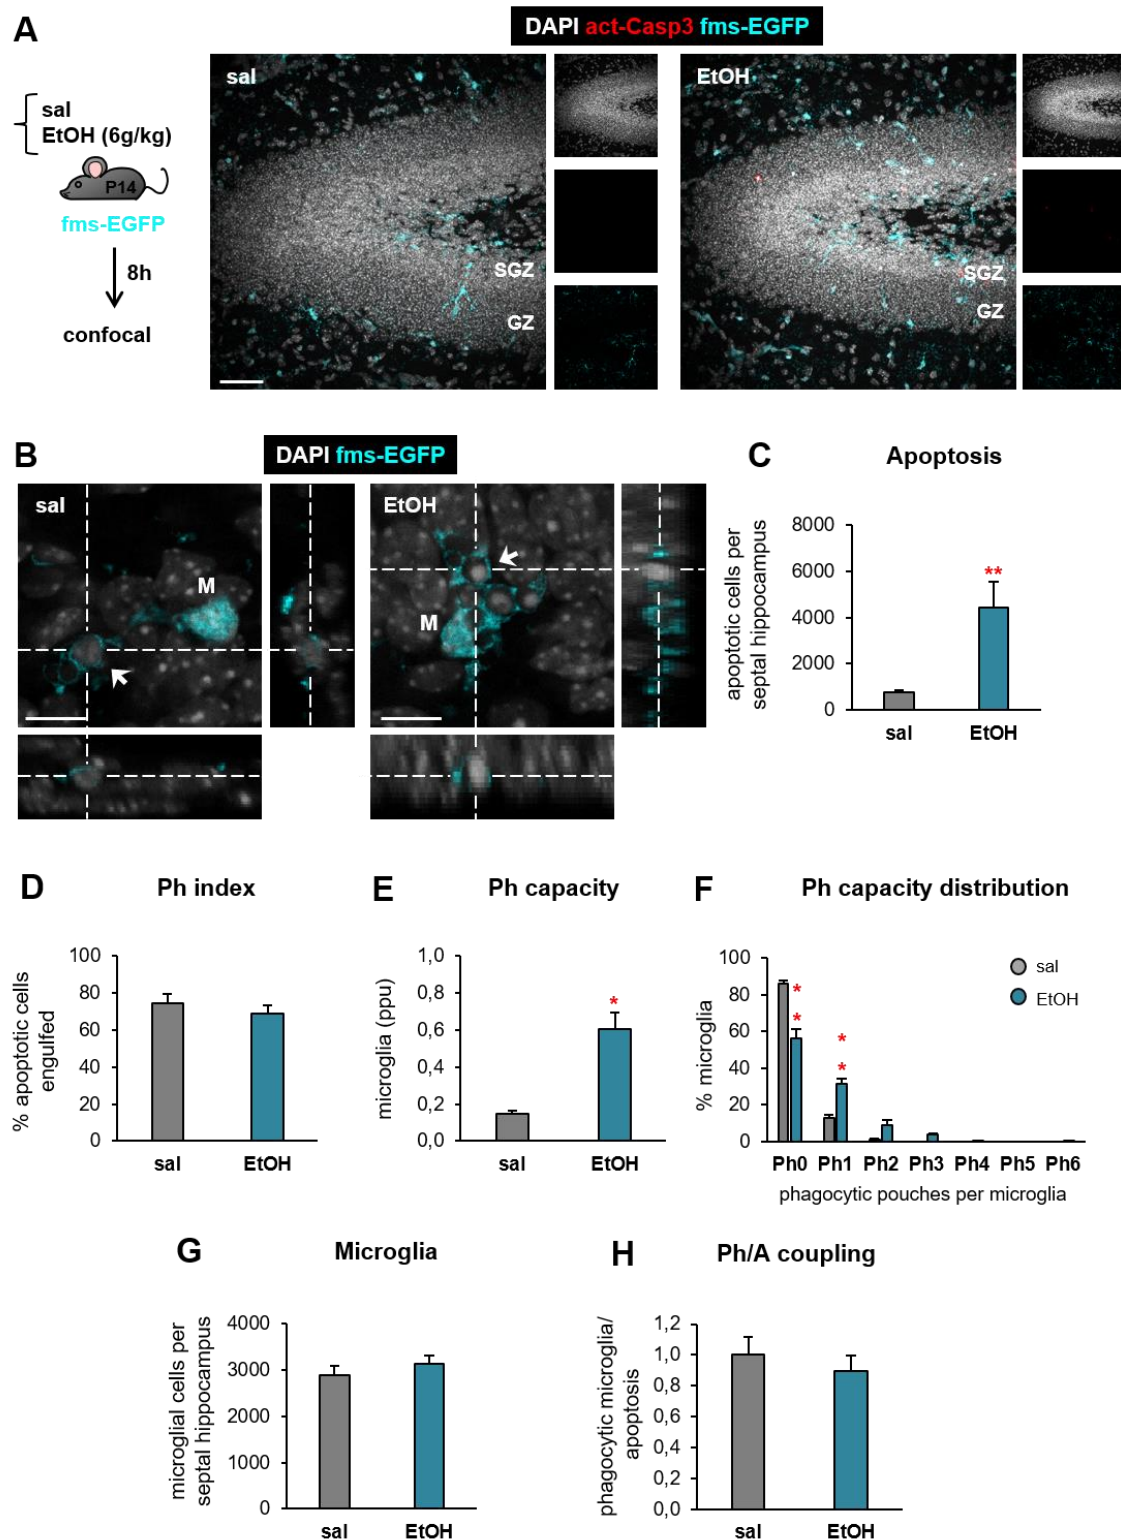 A
DAPI act-Casp3 fms-EGFP
sal
EtOH (6g/kg)
P14
fms-EGFP
8h
confocal
sal
SGZ
GZ
EtOH
SGZ
GZ
B
DAPI fms-EGFP
sal
M
EtOH
M
C
Apoptosis
apoptotic cells per
septal hippocampus
8000
6000
4000
2000
0
**
sal
EtOH
D
Ph index
% apoptotic cells
engulfed
100
80
60
40
20
0
sal
EtOH
E
Ph capacity
microglia (ppu)
1,0
0,8
0,6
0,4
0,2
0,0
*
sal
EtOH
F
Ph capacity distribution
% microglia
100
80
60
40
20
0
sal
EtOH
*
*
*
*
Ph0 Ph1 Ph2 Ph3 Ph4 Ph5 Ph6
phagocytic pouches per microglia
G
Microglia
microglial cells per
septal hippocampus
4000
3000
2000
1000
0
sal
EtOH
H
Ph/A coupling
phagocytic microglia/
apoptosis
1,2
1,0
0,8
0,6
0,4
0,2
0,0
sal
EtOH